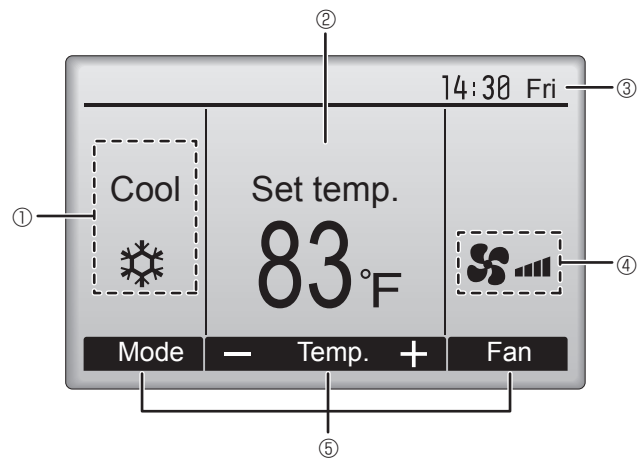 ②
14:30 Fri ③
①
Cool
Set temp.
83°F
④
Mode — Temp. + Fan
⑤